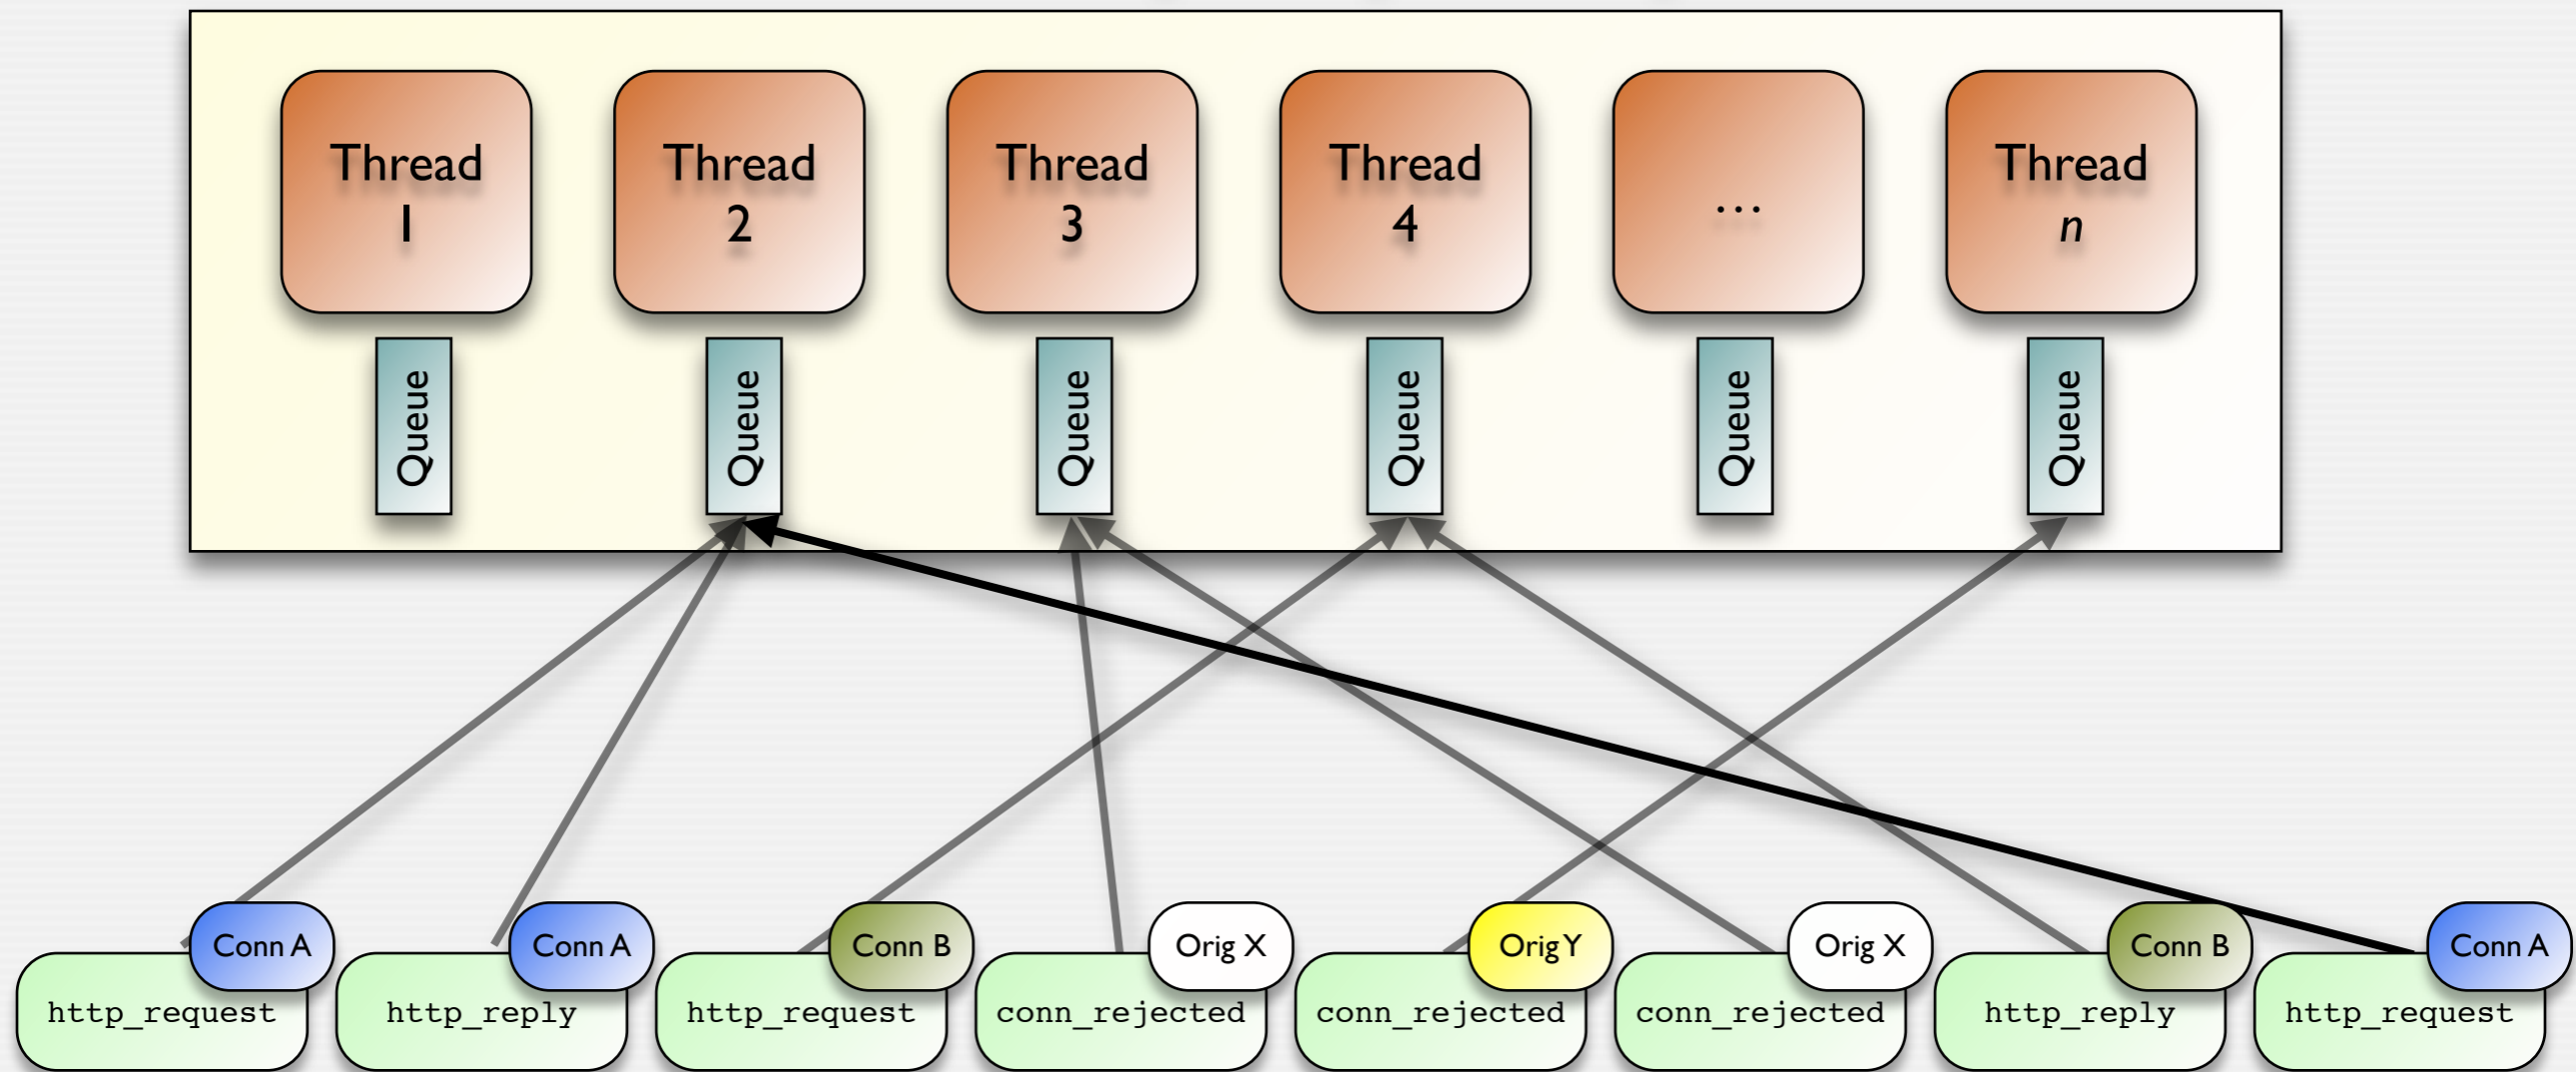 Thread
1
Thread
2
Thread
3
Thread
4
...
Thread
n
Queue
Queue
Queue
Queue
Queue
Queue
Conn A
http_request
Conn A
http_reply
Conn B
http_request
Orig X
conn_rejected
Orig Y
conn_rejected
Orig X
conn_rejected
Conn B
http_reply
Conn A
http_request